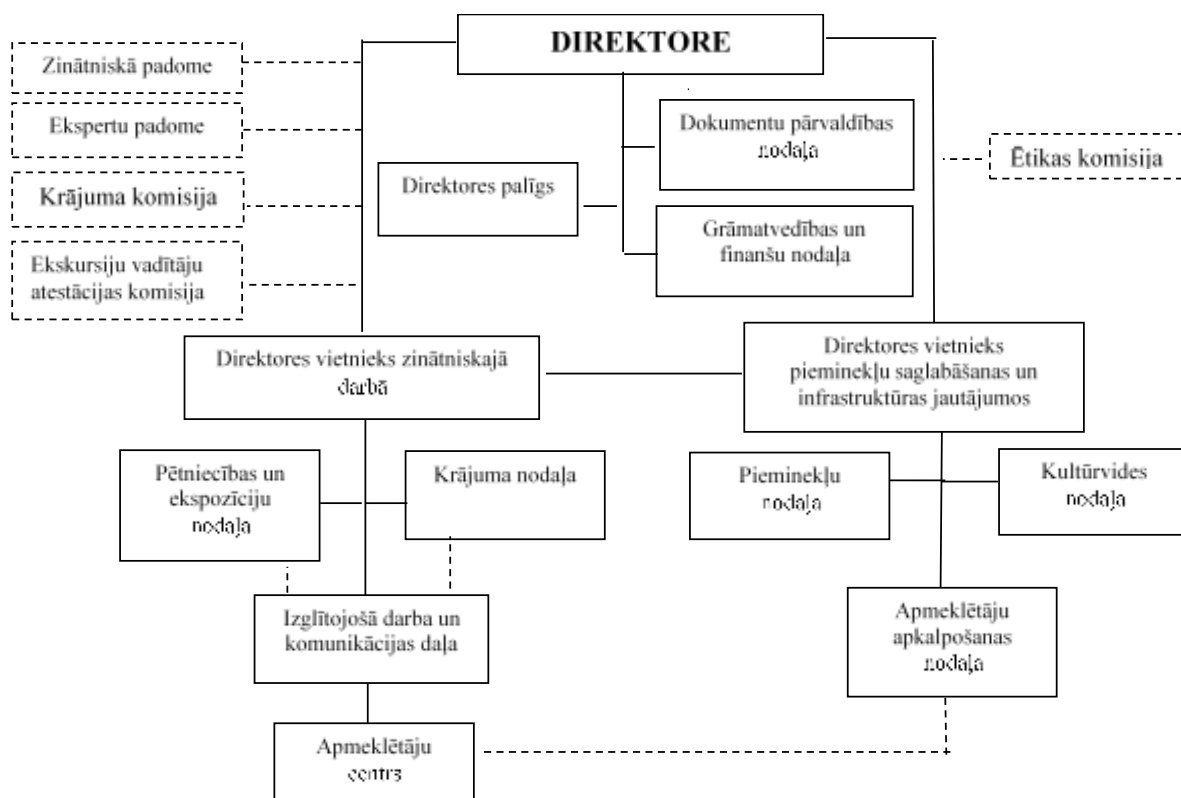 DIREKTORE
Zinātniskā padome
Ekspertu padome
Krājuma komisija
Ekskursiju vadītāju
atestācijas komisija
Direktores palīgs
Dokumentu pārvaldības
nodaļa
Grāmatvedības un
finanšu nodaļa
Ētikas komisija
Direktores vietnieks zinātniskajā
darbā
Direktores vietnieks
pieminekļu saglabāšanas un
infrastruktūras jautājumos
Pētniecības un
ekspozīciju
nodaļa
Krājuma nodaļa
Pieminekļu
nodaļa
Kultūrvides
nodaļa
Izglītojošā darba un
komunikācijas daļa
Apmeklētāju
apkalpošanas
nodaļa
Apmeklētāju
centrs